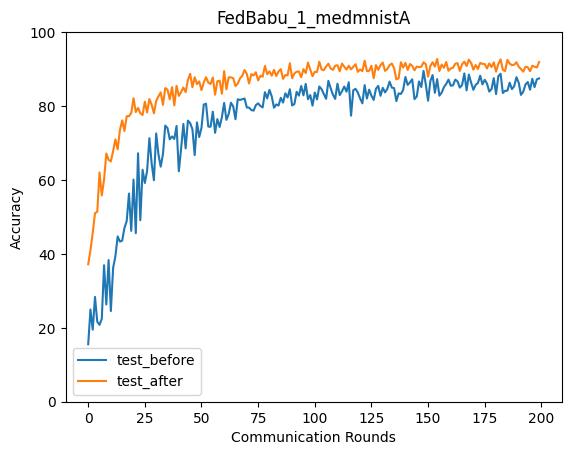 FedBabu_1_medmnistA
Accuracy
100
80
60
40
20
0
test_before
test_after
0 25 50 75 100 125 150 175 200
Communication Rounds